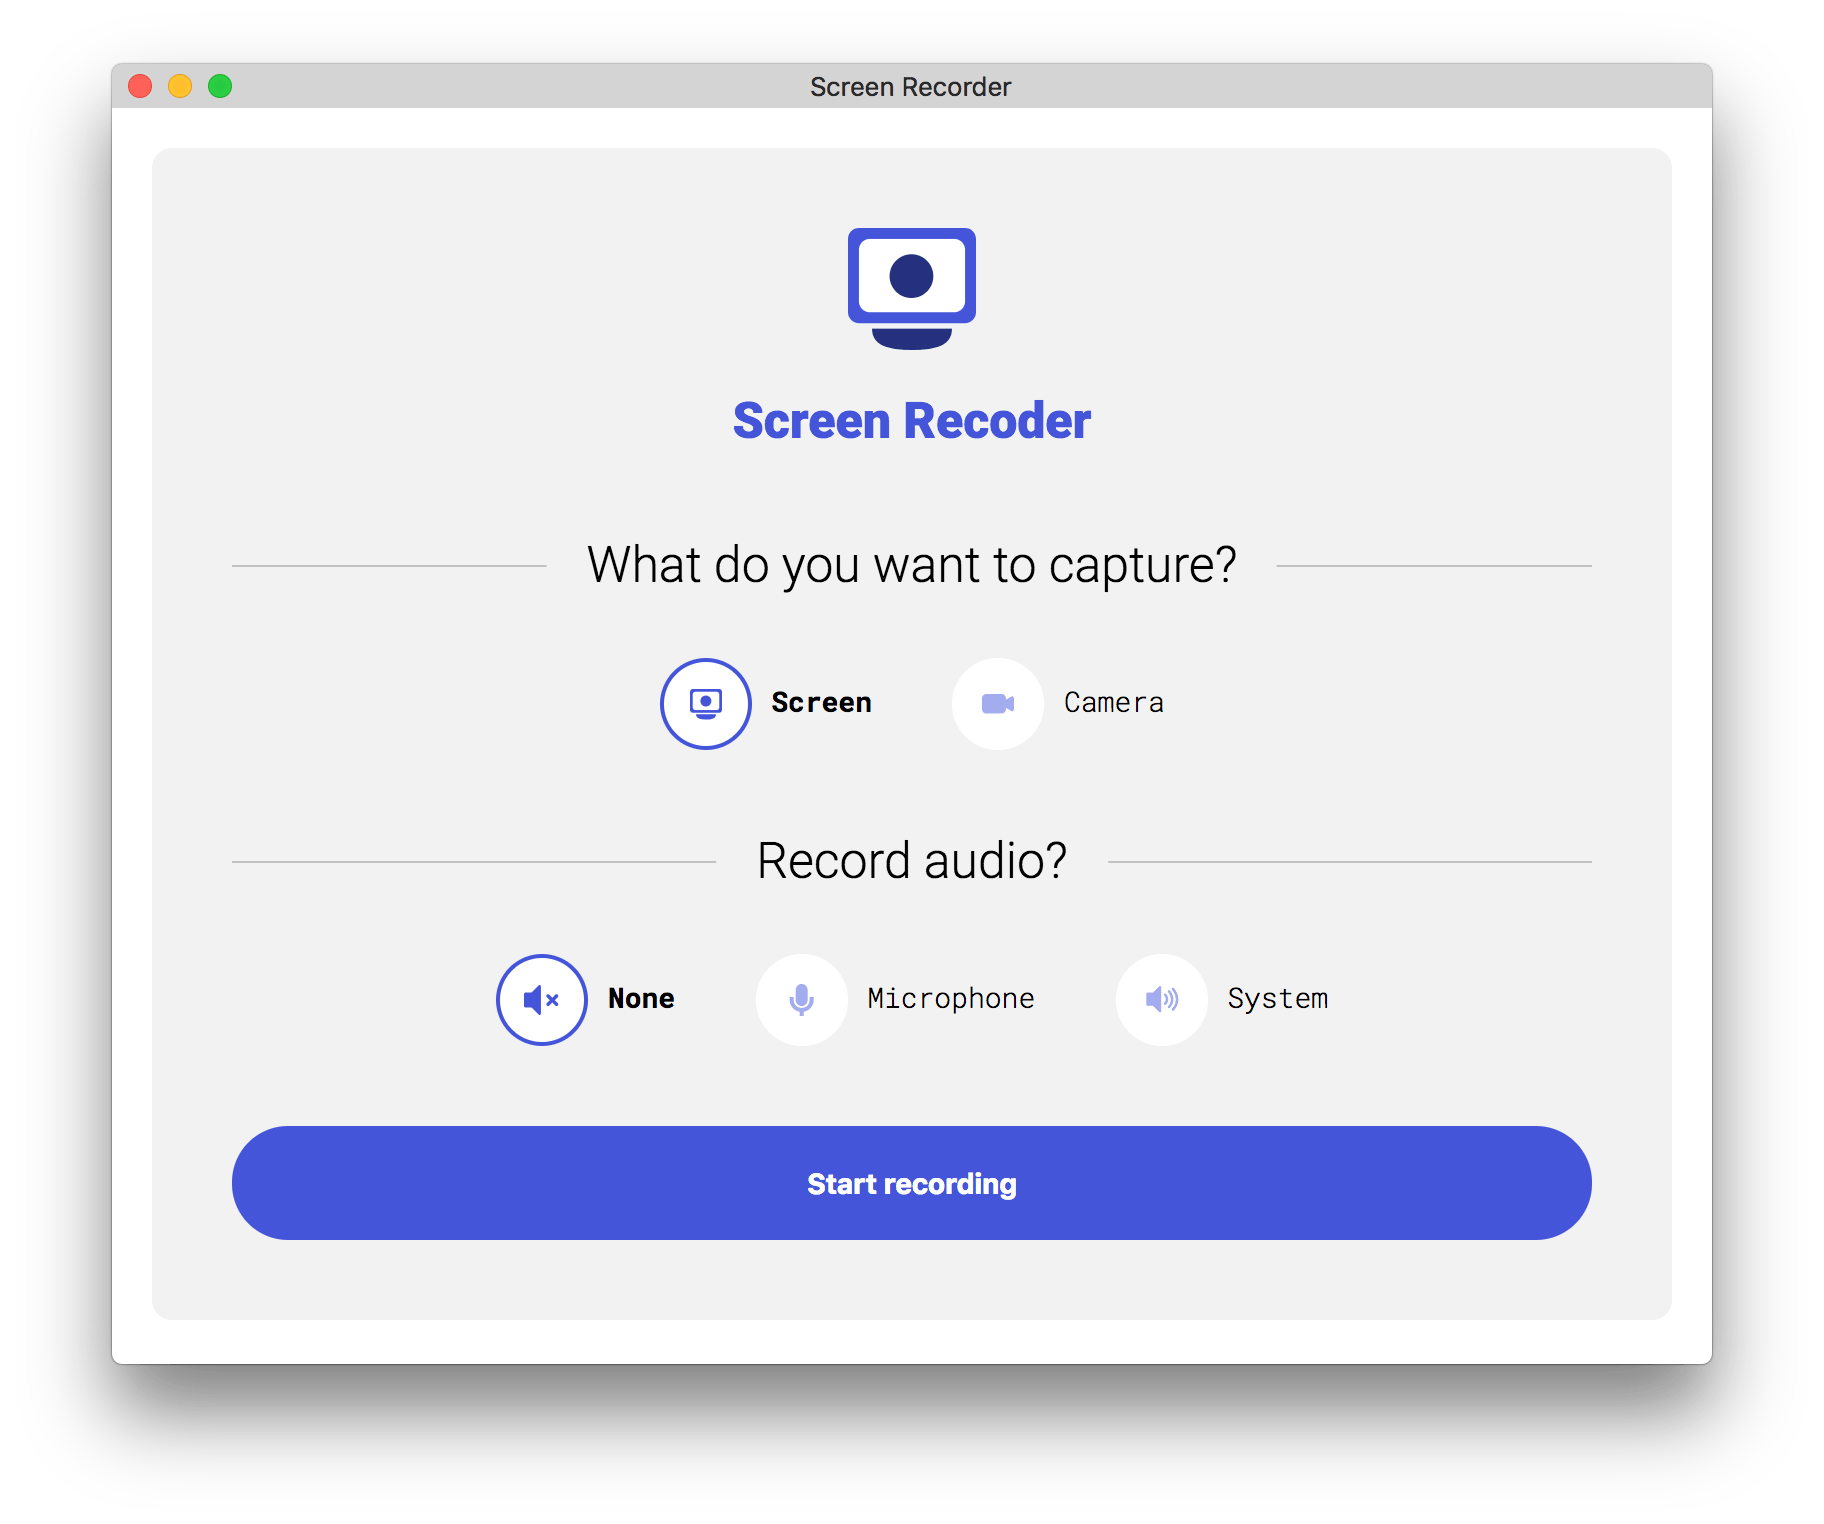 Screen Recorder
Screen Recoder
What do you want to capture?
Screen Camera
Record audio?
None Microphone System
Start recording